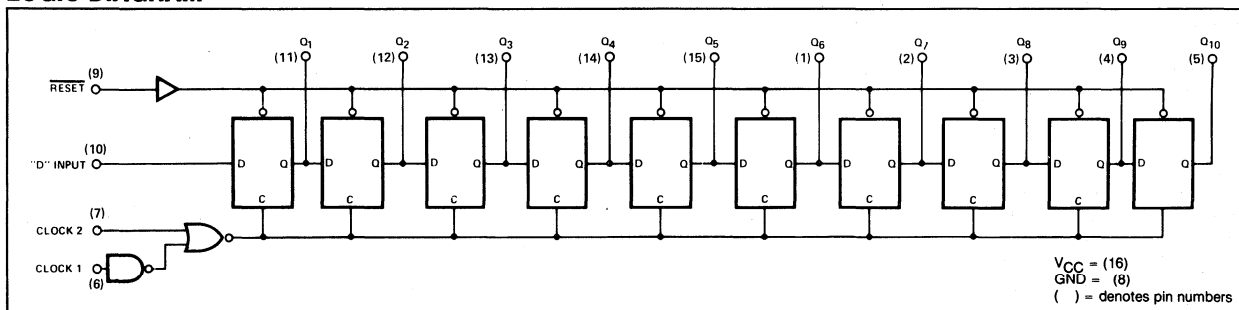 LOGIC DIAGRAM
Q1 Q2 Q3 Q4 Q5 Q6 Q7 Q8 Q9 Q10
(11) (12) (13) (14) (15) (1) (2) (3) (4) (5)
(9)
RESET
(10)
"D" INPUT
D Q D Q D Q D Q D Q D Q D Q D Q D Q D Q
C C C C C C C C C
(7)
CLOCK 2
CLOCK 1
(6)
VCC = (16)
GND = (8)
( ) = denotes pin numbers